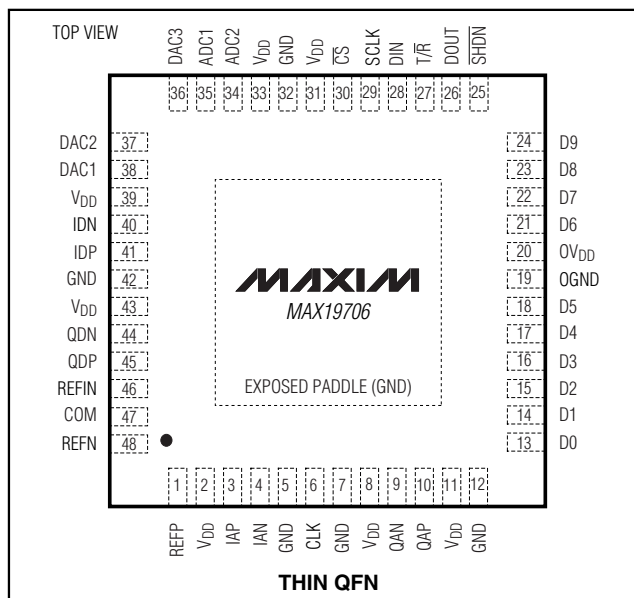 TOP VIEW
DAC3 ADC1 ADC2 VDD GND VDD C̅S̅ SCLK DIN T̅/R DOUT S̅H̅D̅N̅
36 35 34 33 32 31 30 29 28 27 26 25
DAC2 37
DAC1 38
VDD 39
IDN 40
IDP 41
GND 42
VDD 43
QDN 44
QDP 45
REFIN 46
COM 47
REFN 48
MAXIM
MAX19706
EXPOSED PADDLE (GND)
24 D9
23 D8
22 D7
21 D6
20 OVDD
19 OGND
18 D5
17 D4
16 D3
15 D2
14 D1
13 D0
1 2 3 4 5 6 7 8 9 10 11 12
REFP VDD IAP IAN GND CLK GND VDD QAN QAP VDD GND
THIN QFN